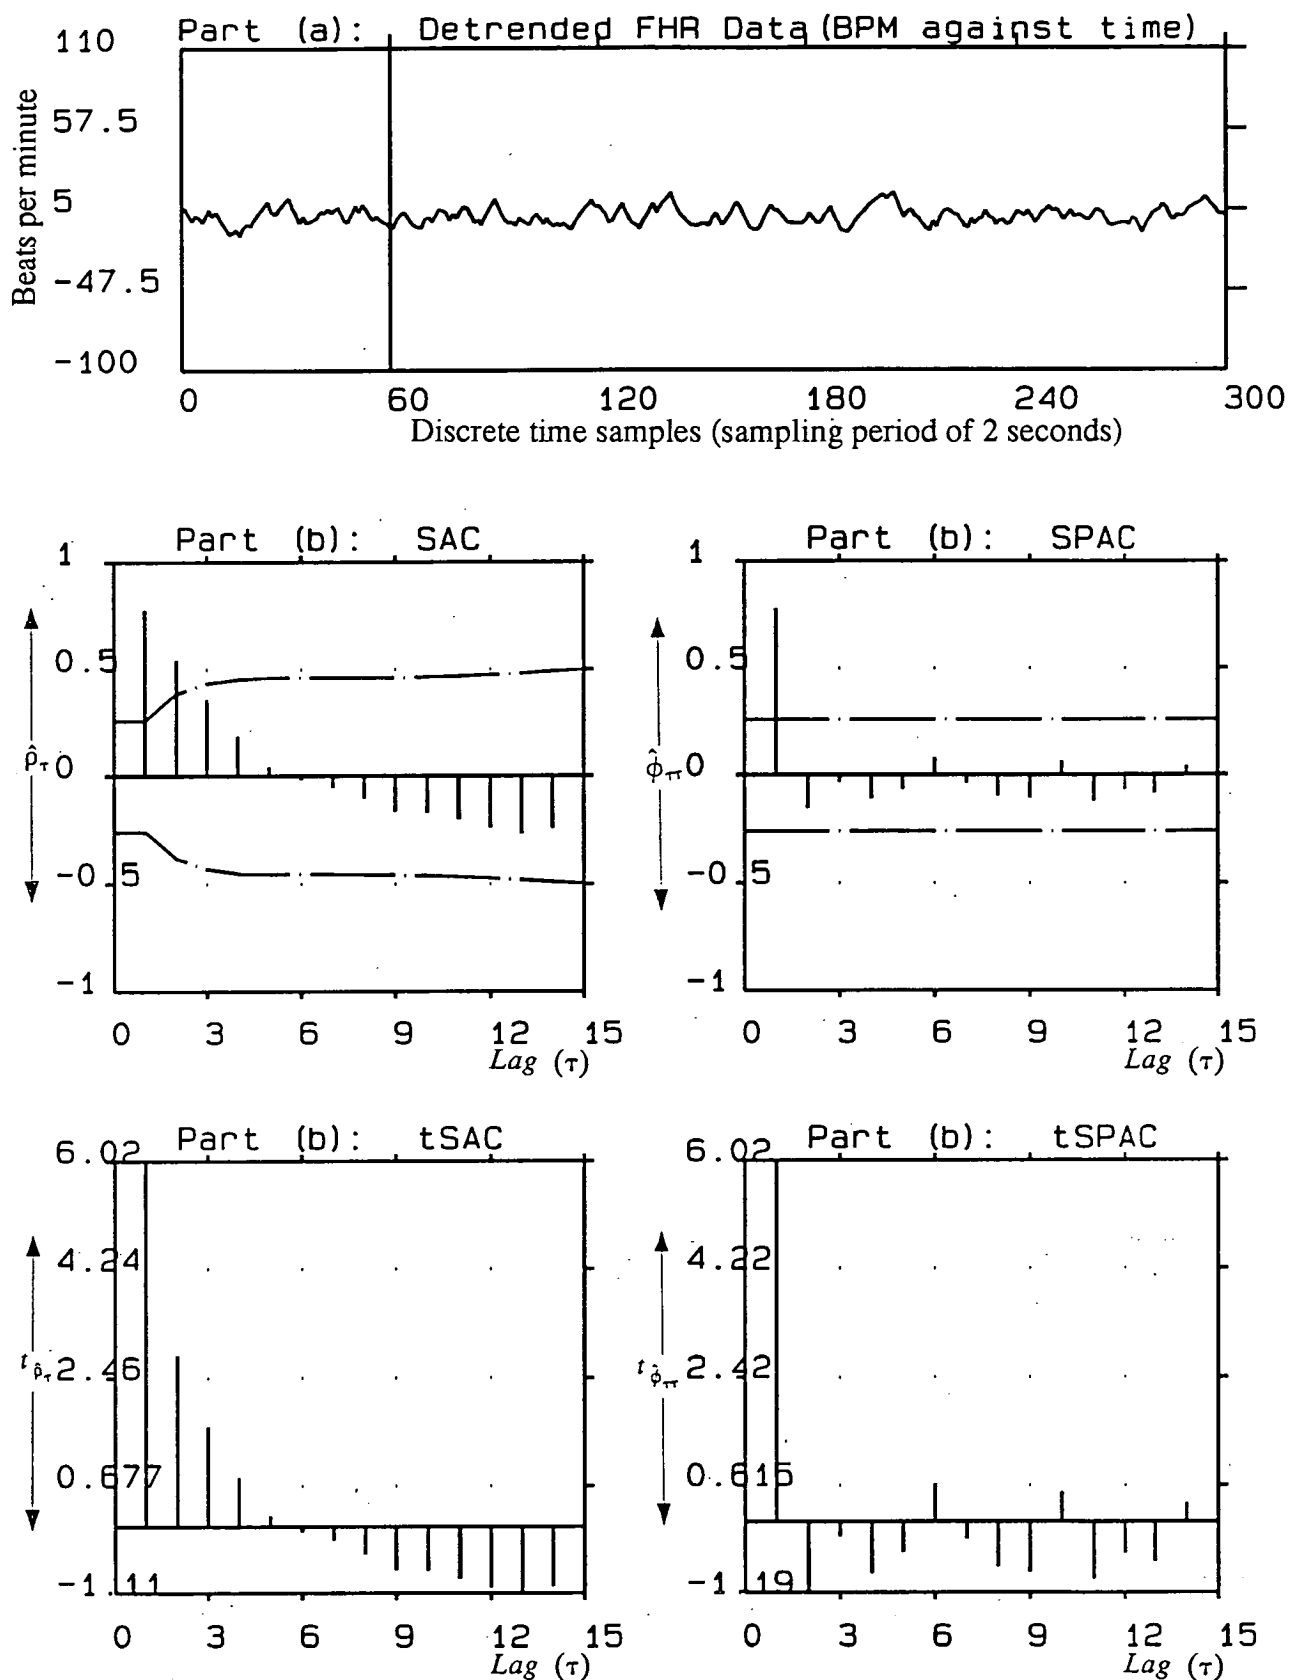 Part (a): Detrended FHR Data (BPM against time)
110
57.5
5
-47.5
-100
Beats per minute
0 60 120 180 240 300
Discrete time samples (sampling period of 2 seconds)
Part (b): SAC
1
0.5
0
-0.5
-1
ρ̂τ
0 3 6 9 12 15
Lag (τ)
Part (b): SPAC
1
0.5
0
-0.5
-1
ϕ̂ττ
0 3 6 9 12 15
Lag (τ)
Part (b): tSAC
6.02
4.24
2.46
0.677
-1.11
t ρ̂τ
0 3 6 9 12 15
Lag (τ)
Part (b): tSPAC
6.02
4.22
2.42
0.615
-1.19
t ϕ̂ττ
0 3 6 9 12 15
Lag (τ)